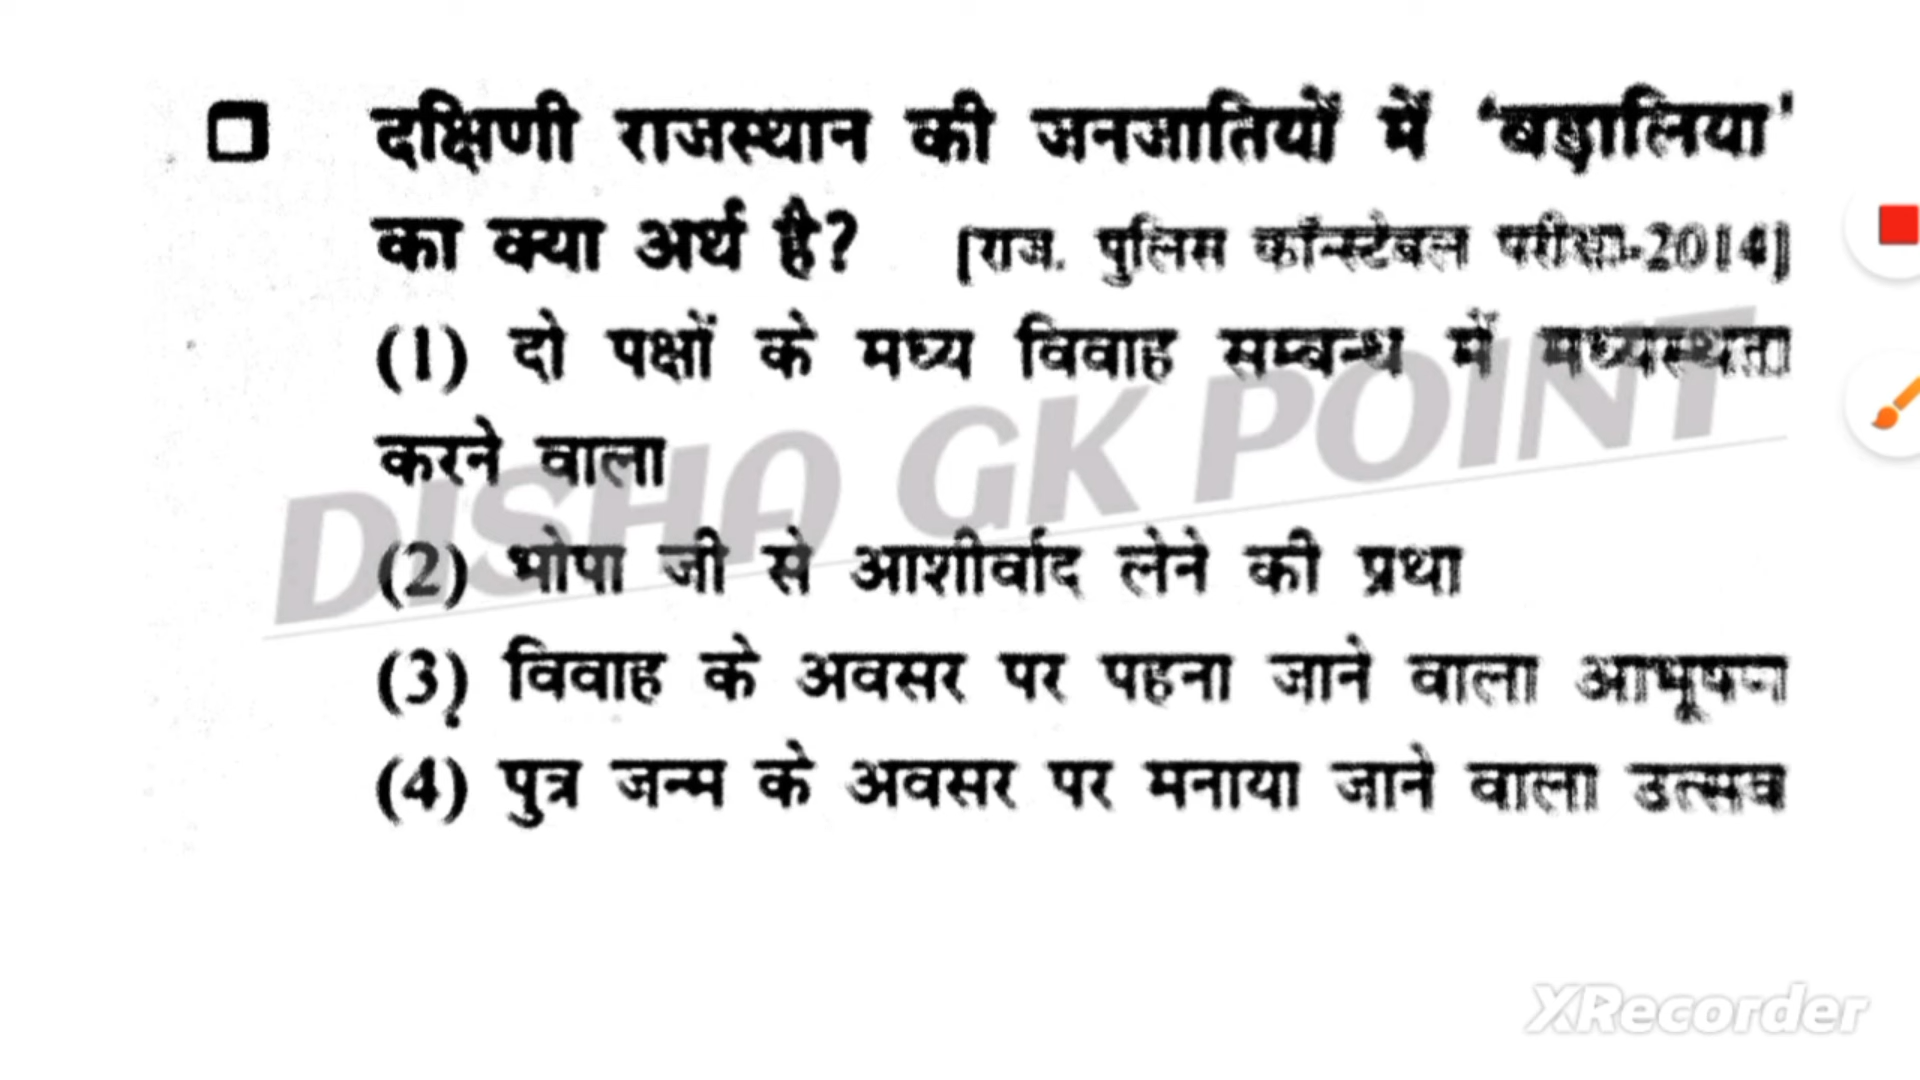 दक्षिणी राजस्थान की जनजातियों में ‘बड़ालिया’
का क्या अर्थ है? [राज. पुलिस कॉन्स्टेबल परीक्षा-2014]
(1) दो पक्षों के मध्य विवाह सम्बन्ध में मध्यस्थता
करने वाला
DISHA GK POINT
(2) भोपा जी से आशीर्वाद लेने की प्रथा
(3) विवाह के अवसर पर पहना जाने वाला आभूषण
(4) पुत्र जन्म के अवसर पर मनाया जाने वाला उत्सव
XRecorder